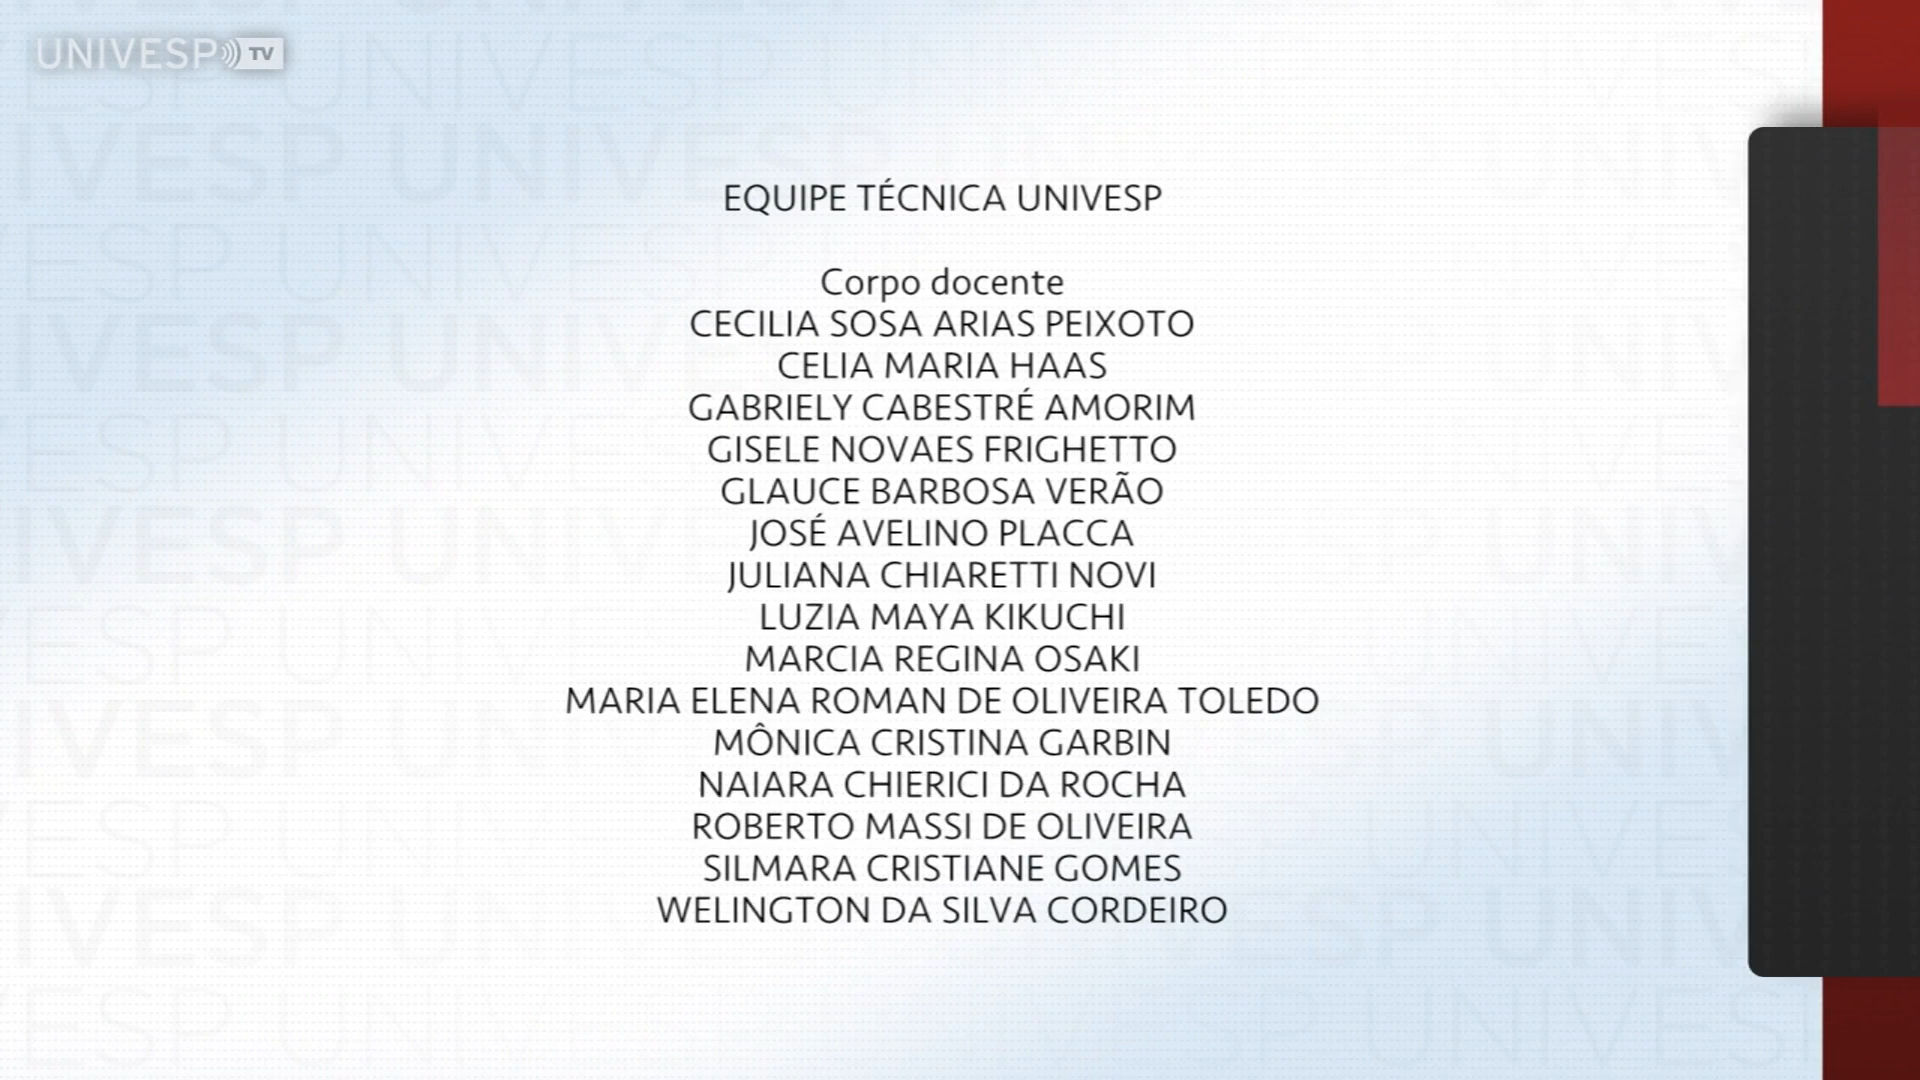 UNIVESP TV
EQUIPE TÉCNICA UNIVESP
Corpo docente
CECILIA SOSA ARIAS PEIXOTO
CELIA MARIA HAAS
GABRIELY CABESTRÉ AMORIM
GISELE NOVAES FRIGHETTO
GLAUCE BARBOSA VERÃO
JOSÉ AVELINO PLACCA
JULIANA CHIARETTI NOVI
LUZIA MAYA KIKUCHI
MARCIA REGINA OSAKI
MARIA ELENA ROMAN DE OLIVEIRA TOLEDO
MÔNICA CRISTINA GARBIN
NAIARA CHIERICI DA ROCHA
ROBERTO MASSI DE OLIVEIRA
SILMARA CRISTIANE GOMES
WELINGTON DA SILVA CORDEIRO